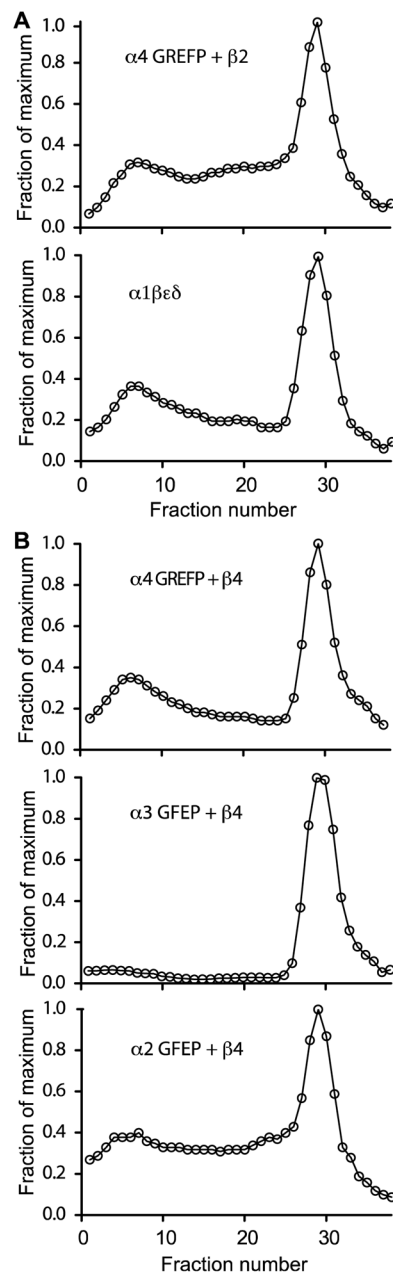 A
α4 GREFP + β2
Fraction of maximum
1.0
0.8
0.6
0.4
0.2
0.0
α1βεδ
Fraction of maximum
1.0
0.8
0.6
0.4
0.2
0.0
0 10 20 30
Fraction number
B
α4 GREFP + β4
Fraction of maximum
1.0
0.8
0.6
0.4
0.2
0.0
α3 GFEP + β4
Fraction of maximum
1.0
0.8
0.6
0.4
0.2
0.0
α2 GFEP + β4
Fraction of maximum
1.0
0.8
0.6
0.4
0.2
0.0
0 10 20 30
Fraction number